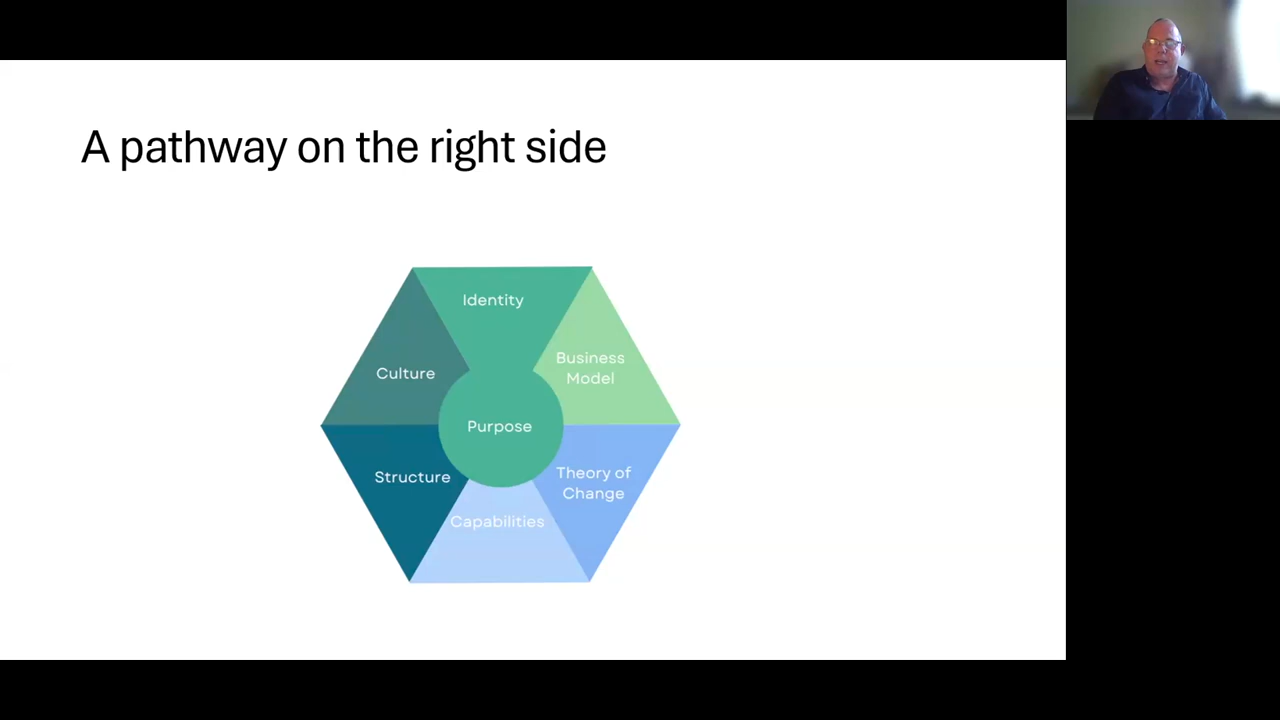 A pathway on the right side
Identity
Business
Model
Culture
Purpose
Theory of
Change
Structure
Capabilities